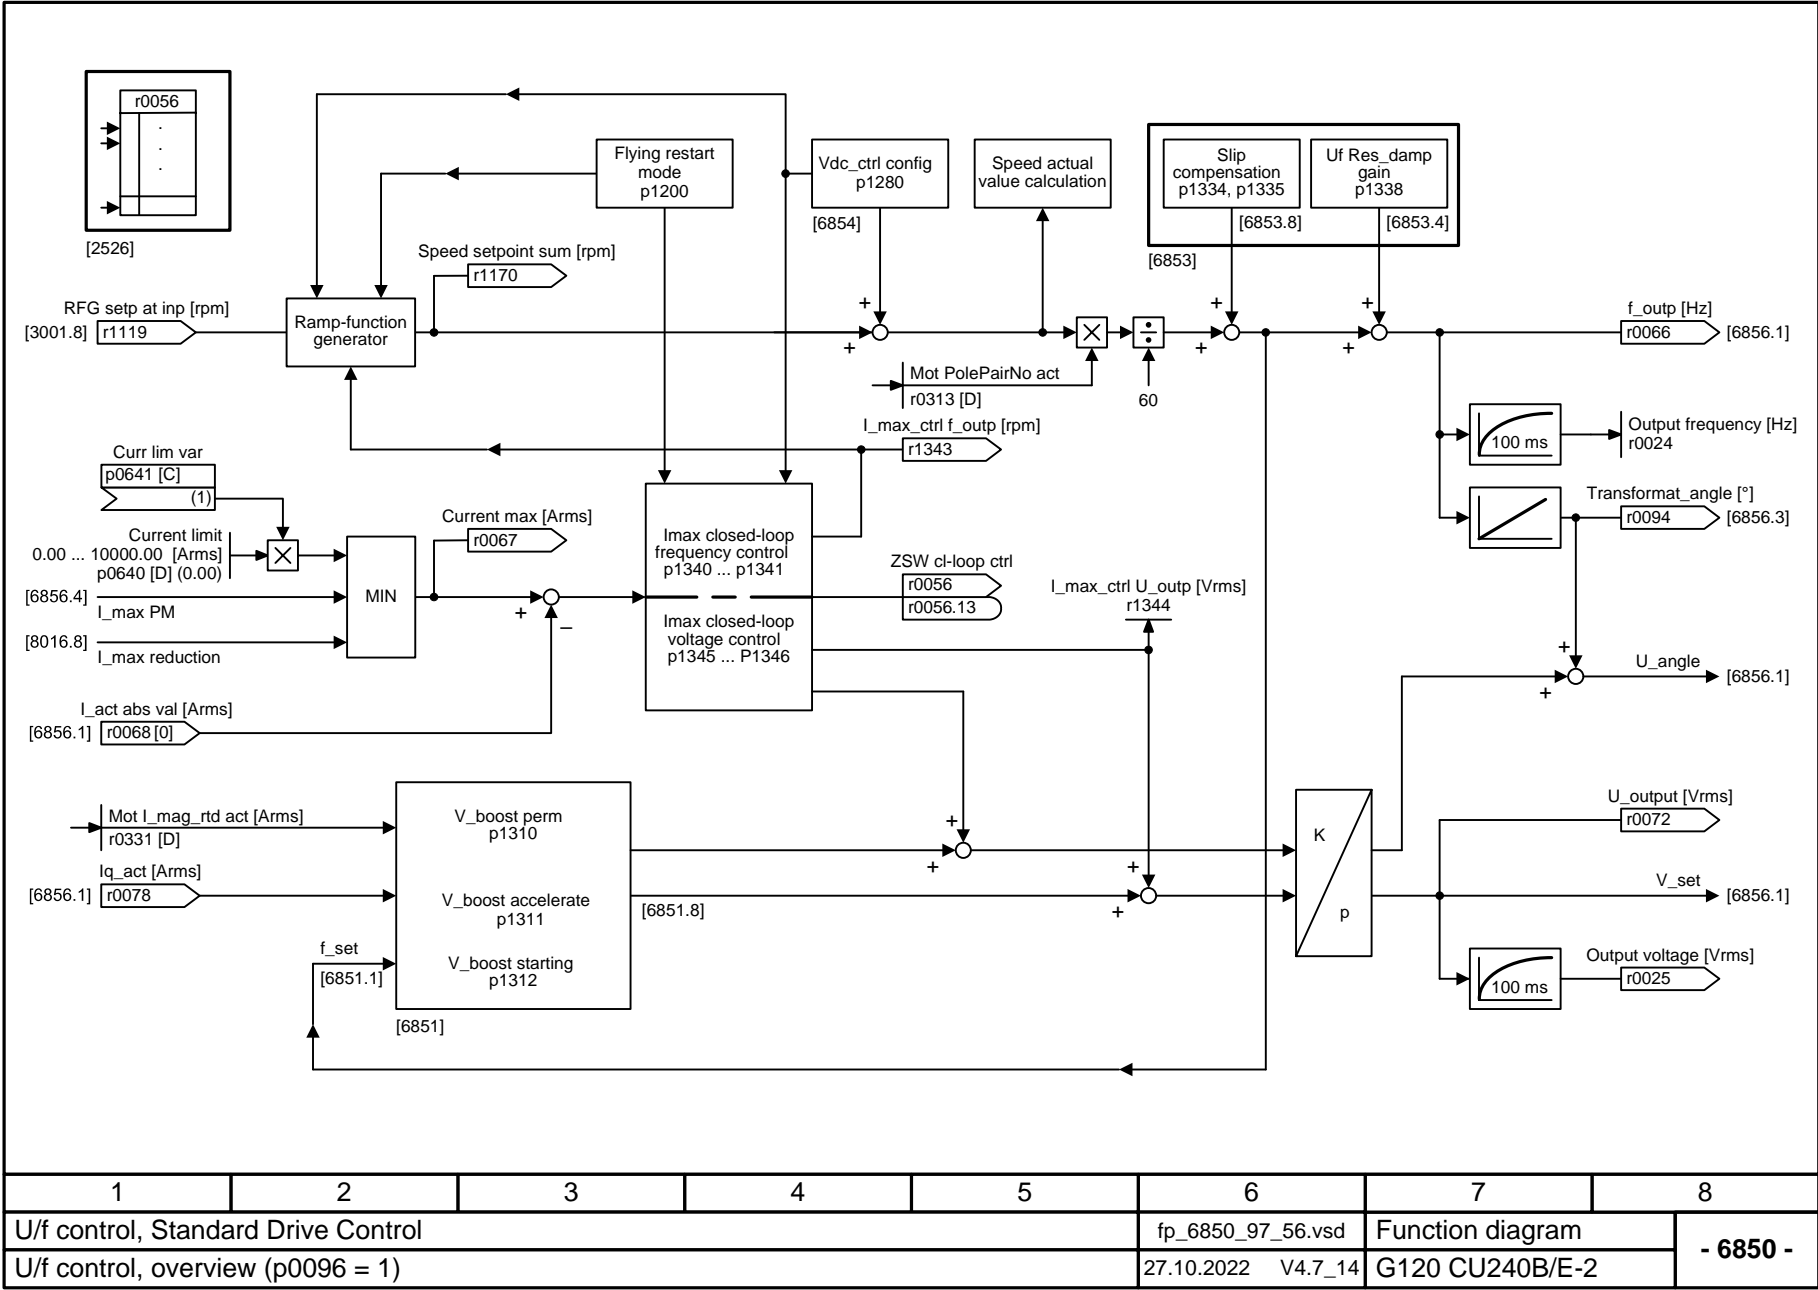 r0056
[2526]
Flying restart
mode
p1200
Vdc_ctrl config
p1280
[6854]
Speed actual
value calculation
Slip
compensation
p1334, p1335
[6853.8]
Uf Res_damp
gain
p1338
[6853.4]
[6853]
Speed setpoint sum [rpm]
r1170
RFG setp at inp [rpm]
[3001.8]
r1119
Ramp-function
generator
+
+
+
+
+
+
Mot PolePairNo act
r0313 [D]
60
f_outp [Hz]
r0066
[6856.1]
I_max_ctrl f_outp [rpm]
r1343
100 ms
Output frequency [Hz]
r0024
Transformat_angle [°]
r0094
[6856.3]
Curr lim var
p0641 [C]
(1)
Current limit
0.00 ... 10000.00 [Arms]
p0640 [D] (0.00)
[6856.4]
I_max PM
[8016.8]
I_max reduction
MIN
Current max [Arms]
r0067
+
–
Imax closed-loop
frequency control
p1340 ... p1341
Imax closed-loop
voltage control
p1345 ... P1346
ZSW cl-loop ctrl
r0056
r0056.13
I_max_ctrl U_outp [Vrms]
r1344
+
+
U_angle
[6856.1]
I_act abs val [Arms]
[6856.1]
r0068 [0]
Mot I_mag_rtd act [Arms]
r0331 [D]
Iq_act [Arms]
[6856.1]
r0078
f_set
[6851.1]
V_boost perm
p1310
V_boost accelerate
p1311
V_boost starting
p1312
[6851]
[6851.8]
+
+
+
+
K
p
U_output [Vrms]
r0072
V_set
[6856.1]
100 ms
Output voltage [Vrms]
r0025
1
2
3
4
5
6
7
8
U/f control, Standard Drive Control
fp_6850_97_56.vsd
Function diagram
- 6850 -
U/f control, overview (p0096 = 1)
27.10.2022
V4.7_14
G120 CU240B/E-2